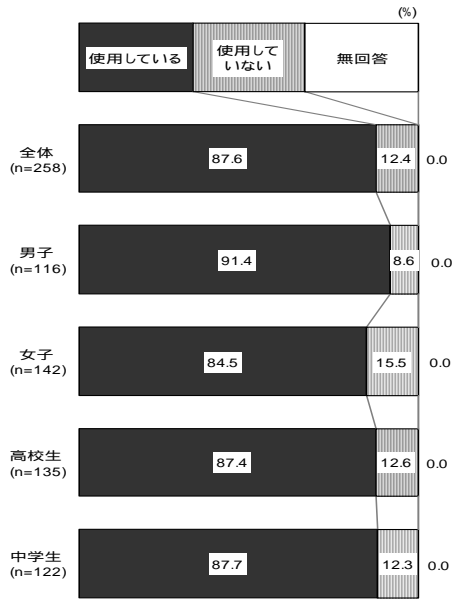 (%)
使用している
使用して
いない
無回答
全体
(n=258)
87.6
12.4
0.0
男子
(n=116)
91.4
8.6
0.0
女子
(n=142)
84.5
15.5
0.0
高校生
(n=135)
87.4
12.6
0.0
中学生
(n=122)
87.7
12.3
0.0